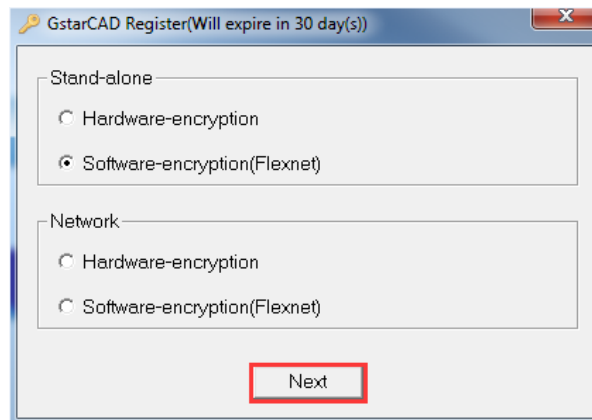 GstarCAD Register(Will expire in 30 day(s))
Stand-alone
Hardware-encryption
Software-encryption(Flexnet)
Network
Hardware-encryption
Software-encryption(Flexnet)
Next